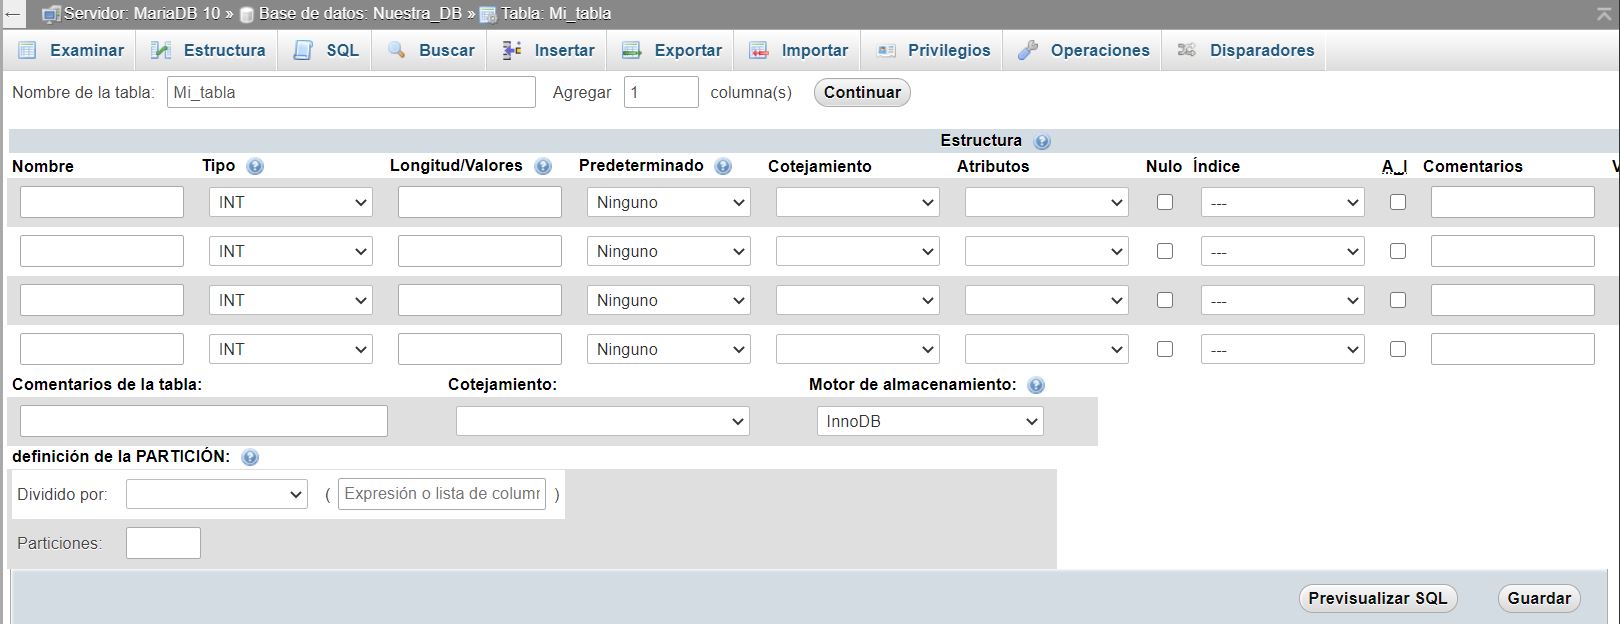 ← Servidor: MariaDB 10 » Base de datos: Nuestra_DB » Tabla: Mi_tabla
Examinar Estructura SQL Buscar Insertar Exportar Importar Privilegios Operaciones Disparadores
Nombre de la tabla: Mi_tabla Agregar 1 columna(s) Continuar
Estructura
Nombre Tipo Longitud/Valores Predeterminado Cotejamiento Atributos Nulo Índice A_I Comentarios V
INT Ninguno ---
INT Ninguno ---
INT Ninguno ---
INT Ninguno ---
Comentarios de la tabla: Cotejamiento: Motor de almacenamiento:
InnoDB
definición de la PARTICIÓN:
Dividido por: ( Expresión o lista de column )
Particiones:
Previsualizar SQL Guardar